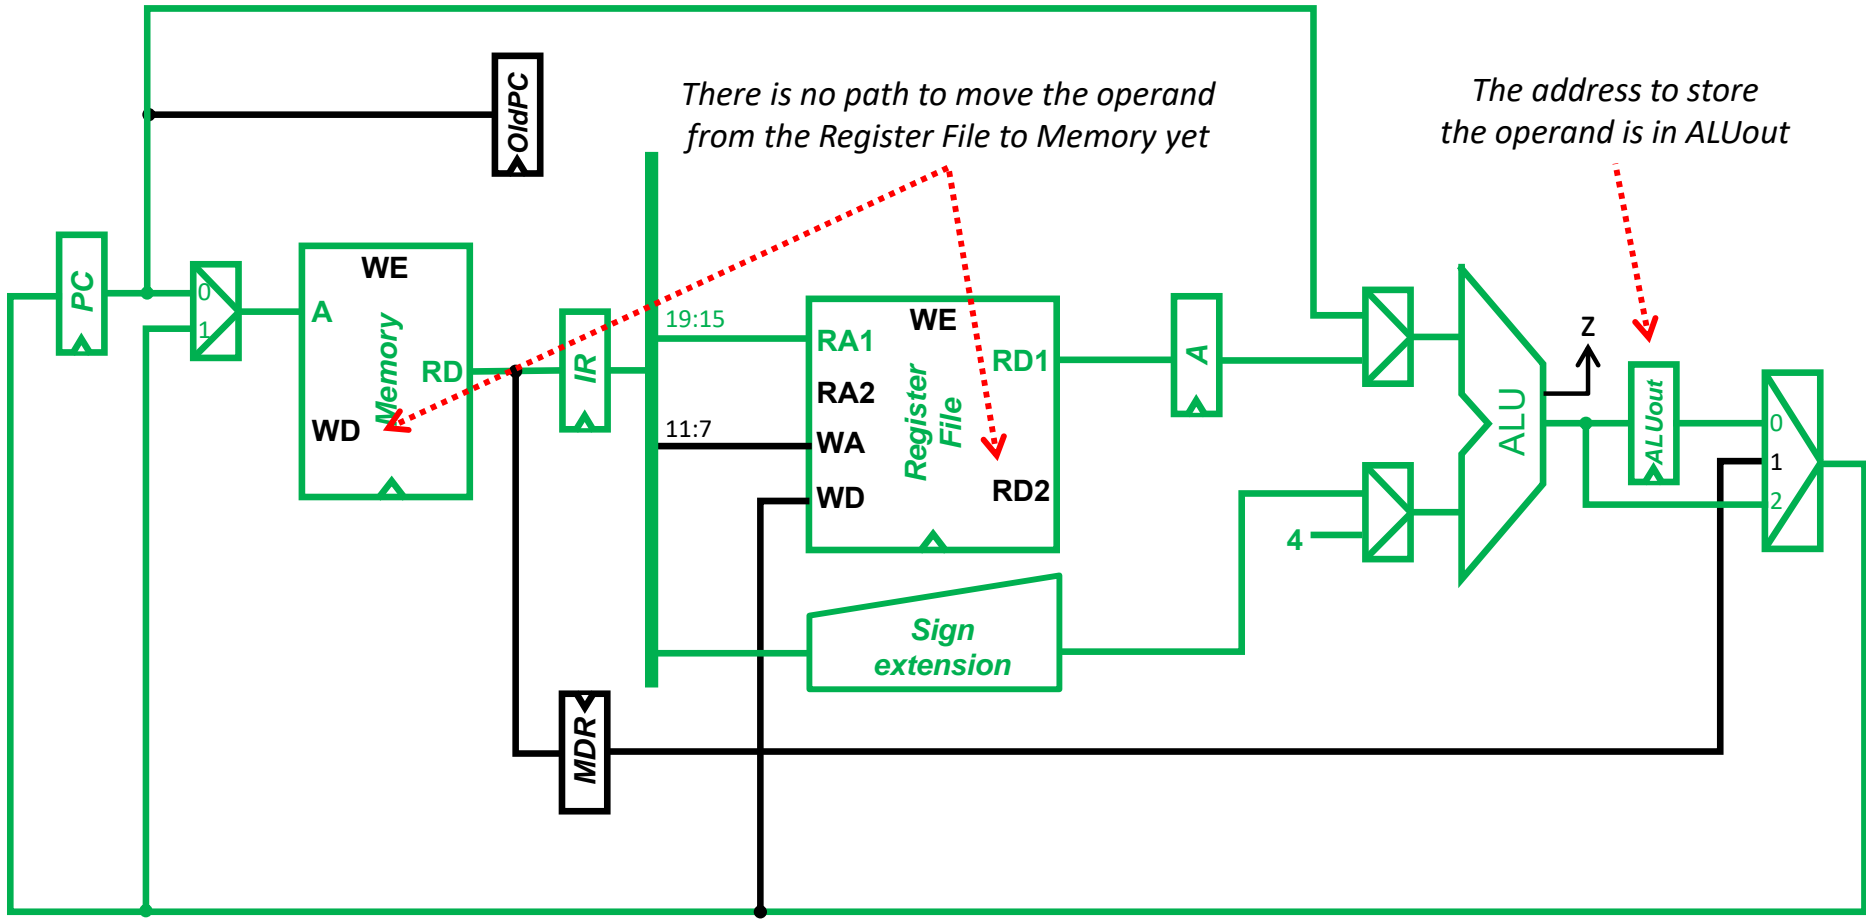 There is no path to move the operand
from the Register File to Memory yet
The address to store
the operand is in ALUout
OldPC
PC
0
1
WE
A
Memory
RD
WD
IR
19:15
11:7
WE
RA1
RD1
RA2
Register
File
WA
WD
RD2
A
4
Sign
extension
MDR
ALU
Z
ALUout
0
1
2